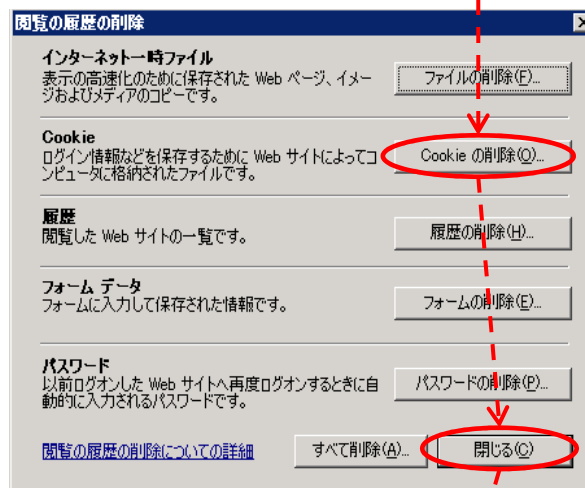 閲覧の履歴の削除
インターネット一時ファイル
表示の高速化のために保存された Web ページ、イメー
ジおよびメディアのコピーです。
ファイルの削除(F)...
Cookie
ログイン情報などを保存するために Web サイトによってコ
ンピュータに格納されたファイルです。
Cookie の削除(O)...
履歴
閲覧した Web サイトの一覧です。
履歴の削除(H)...
フォーム データ
フォームに入力して保存された情報です。
フォームの削除(E)...
パスワード
以前ログオンした Web サイトへ再度ログオンするときに自
動的に入力されるパスワードです。
パスワードの削除(P)...
閲覧の履歴の削除についての詳細
すべて削除(A)...
閉じる(C)